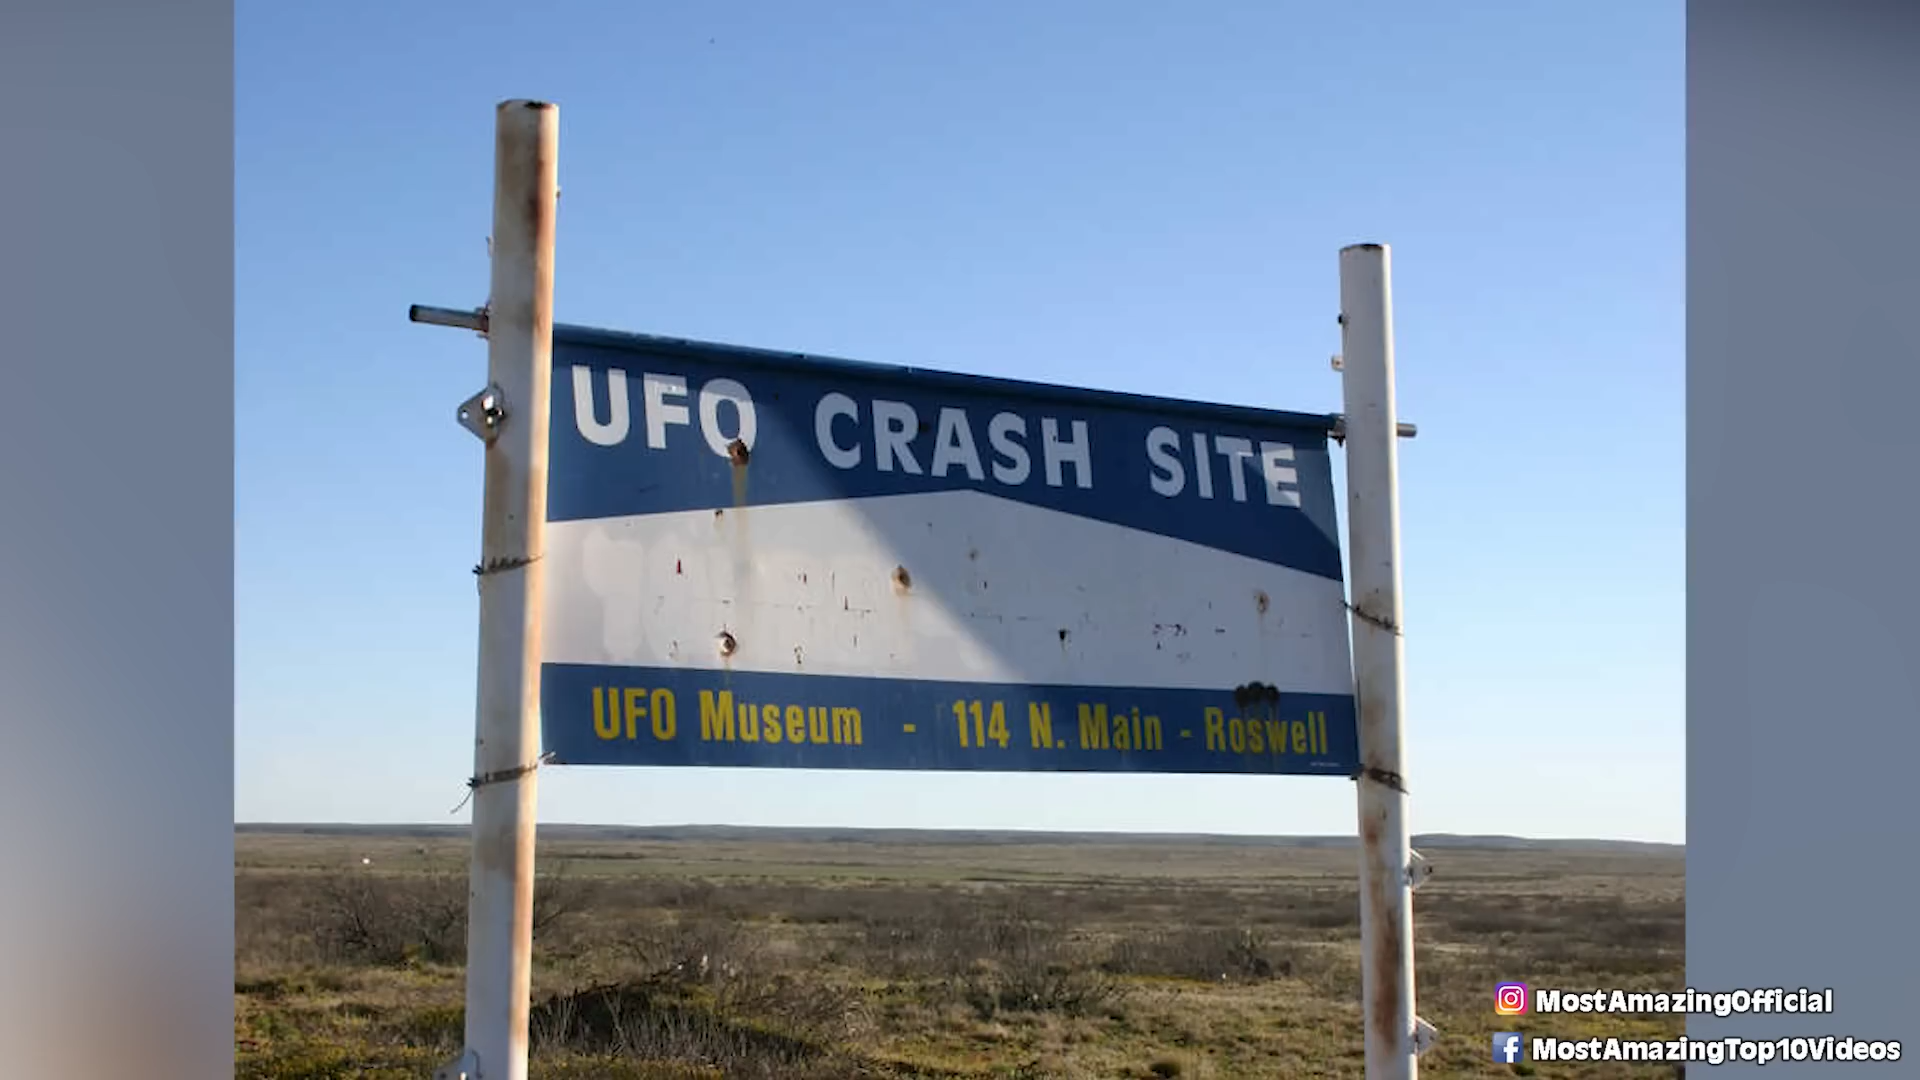 UFO CRASH SITE
UFO Museum - 114 N. Main - Roswell
MostAmazingOfficial
MostAmazingTop10Videos